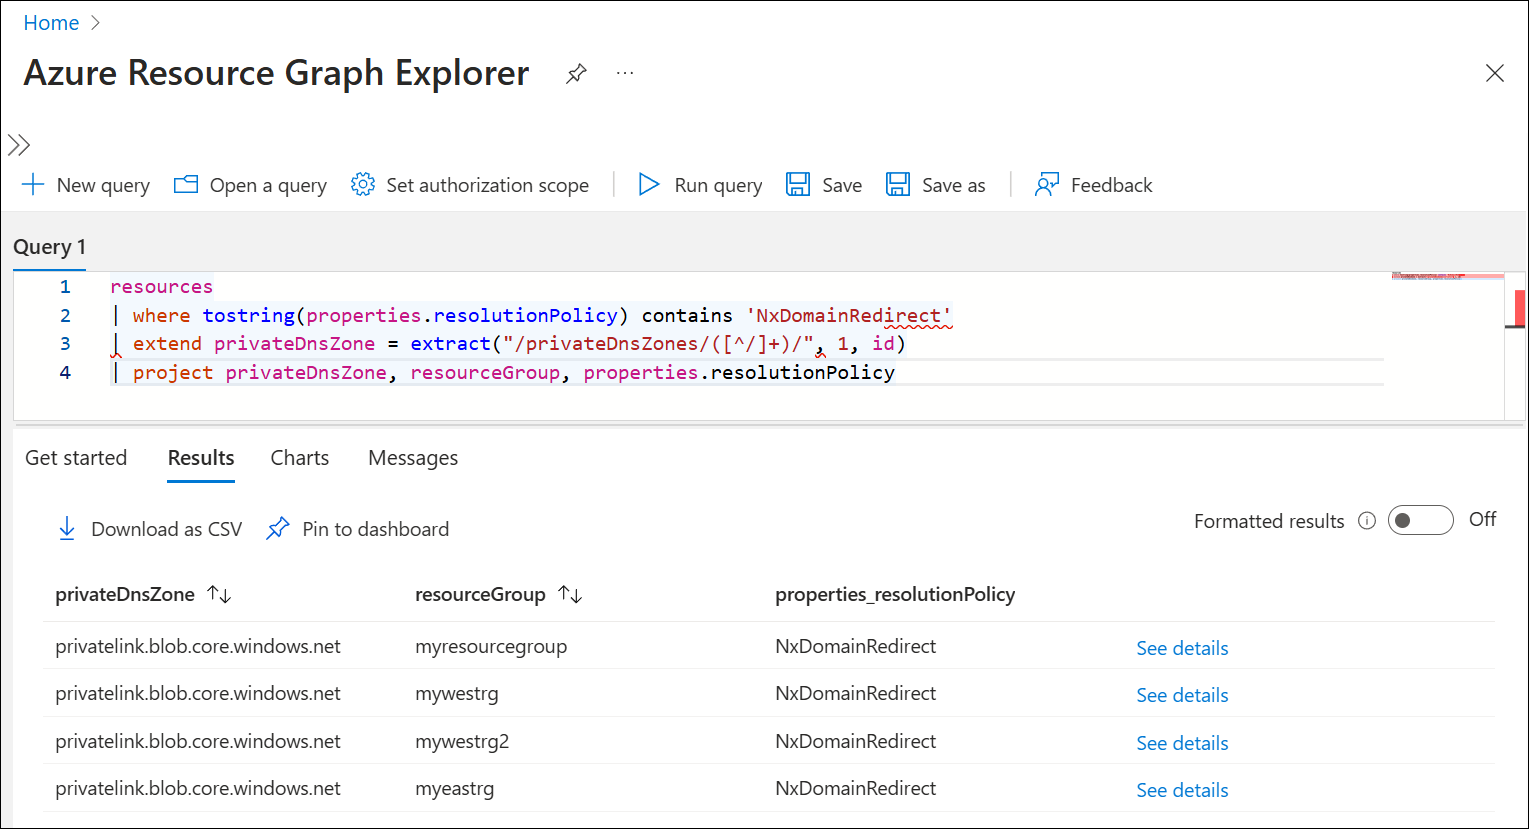 Home
Azure Resource Graph Explorer
New query Open a query Set authorization scope Run query Save Save as Feedback
Query 1
1 resources
2 | where tostring(properties.resolutionPolicy) contains 'NxDomainRedirect'
3 | extend privateDnsZone = extract("/privateDnsZones/([^/]+)/", 1, id)
4 | project privateDnsZone, resourceGroup, properties.resolutionPolicy
Get started Results Charts Messages
Download as CSV Pin to dashboard Formatted results Off
privateDnsZone resourceGroup properties_resolutionPolicy
privatelink.blob.core.windows.net myresourcegroup NxDomainRedirect See details
privatelink.blob.core.windows.net mywestrg NxDomainRedirect See details
privatelink.blob.core.windows.net mywestrg2 NxDomainRedirect See details
privatelink.blob.core.windows.net myeastrg NxDomainRedirect See details